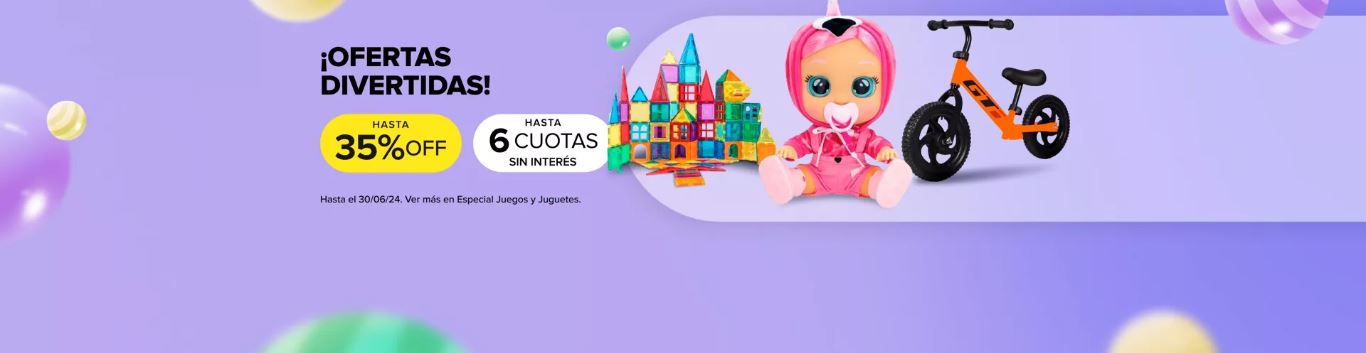 ¡OFERTAS
DIVERTIDAS!
HASTA
35%OFF
HASTA
6 CUOTAS
SIN INTERÉS
Hasta el 30/06/24. Ver más en Especial Juegos y Juguetes.